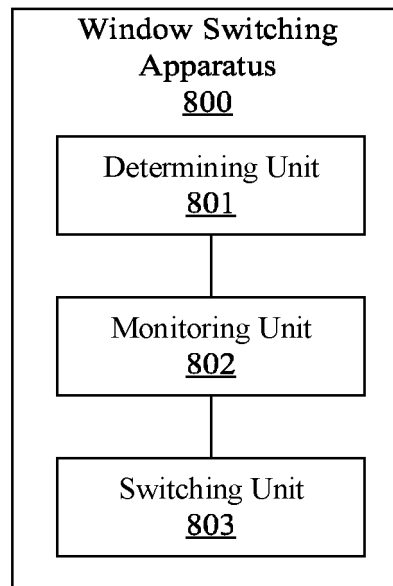 Window Switching
Apparatus
800
Determining Unit
801
Monitoring Unit
802
Switching Unit
803